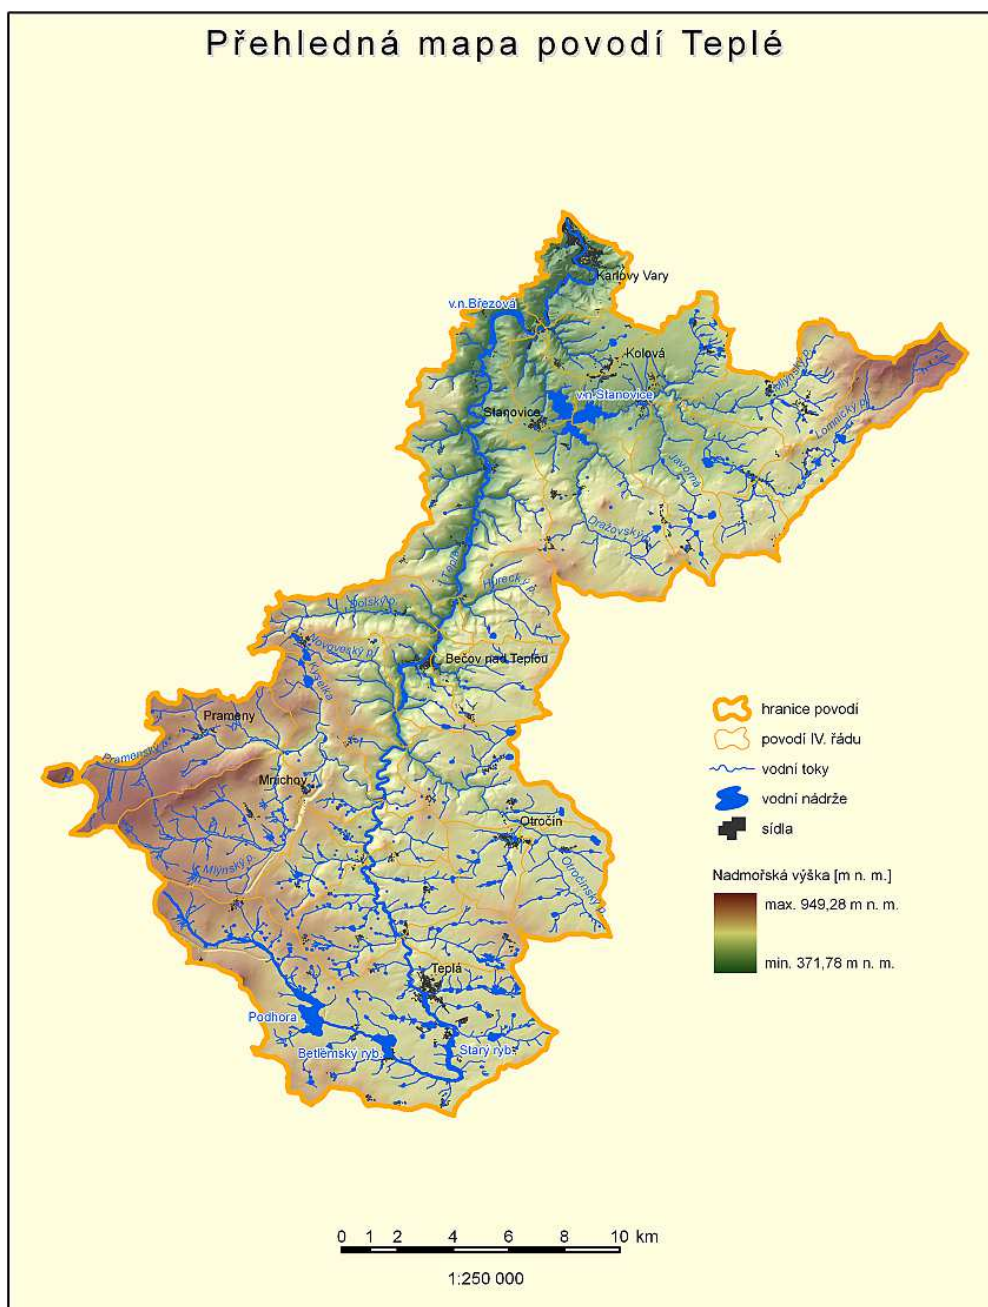 Přehledná mapa povodí Teplé
Karlovy Vary
v.n.Březová
Kolová
Mlýnský p.
v.n.Stanovice
Stanovice
Lomnický p.
Javorná
Dražovský p.
Teplá
Hurecký p.
Dolský p.
Novoveský p.
Bečov nad Teplou
Kyselka
Prameny
Pramenský p.
Mnichov
Otročín
Mlýnský p.
Otročínský p.
Teplá
Podhora
Betlémský ryb.
Starý ryb.
hranice povodí
povodí IV. řádu
vodní toky
vodní nádrže
sídla
Nadmořská výška [m n. m.]
max. 949,28 m n. m.
min. 371,78 m n. m.
0 1 2 4 6 8 10 km
1:250 000